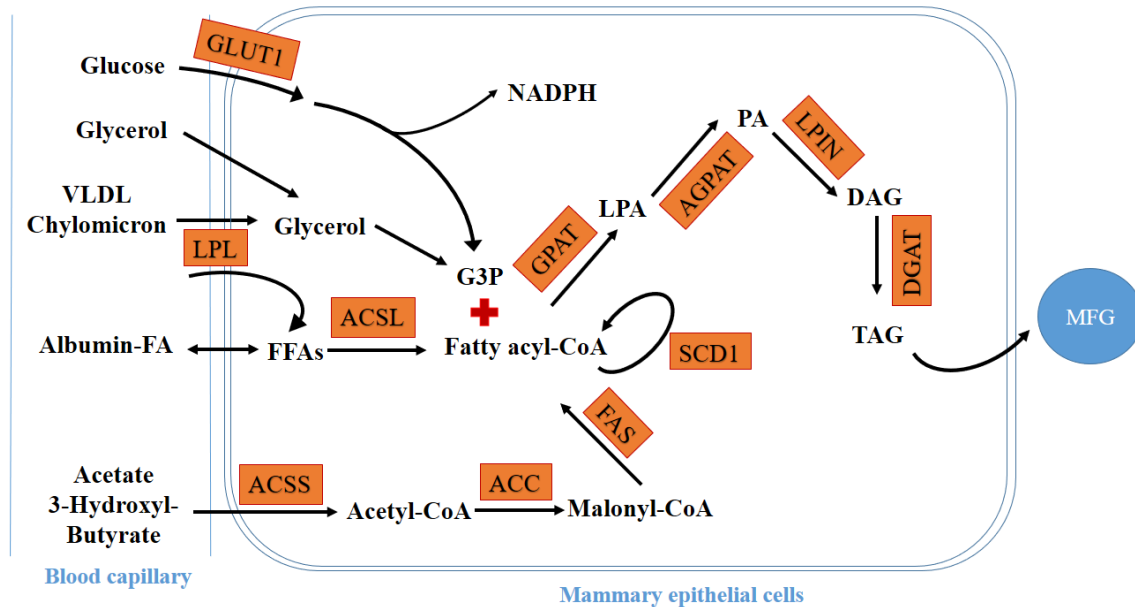 GLUT1
Glucose
NADPH
Glycerol
PA
LPIN
VLDL
Chylomicron
Glycerol
LPA
AGPAT
DAG
LPL
G3P
GPAT
DGAT
ACSL
MFG
Albumin-FA
FFAs
Fatty acyl-CoA
SCD1
TAG
FAS
Acetate
3-Hydroxyl-
Butyrate
ACSS
Acetyl-CoA
ACC
Malonyl-CoA
Blood capillary
Mammary epithelial cells